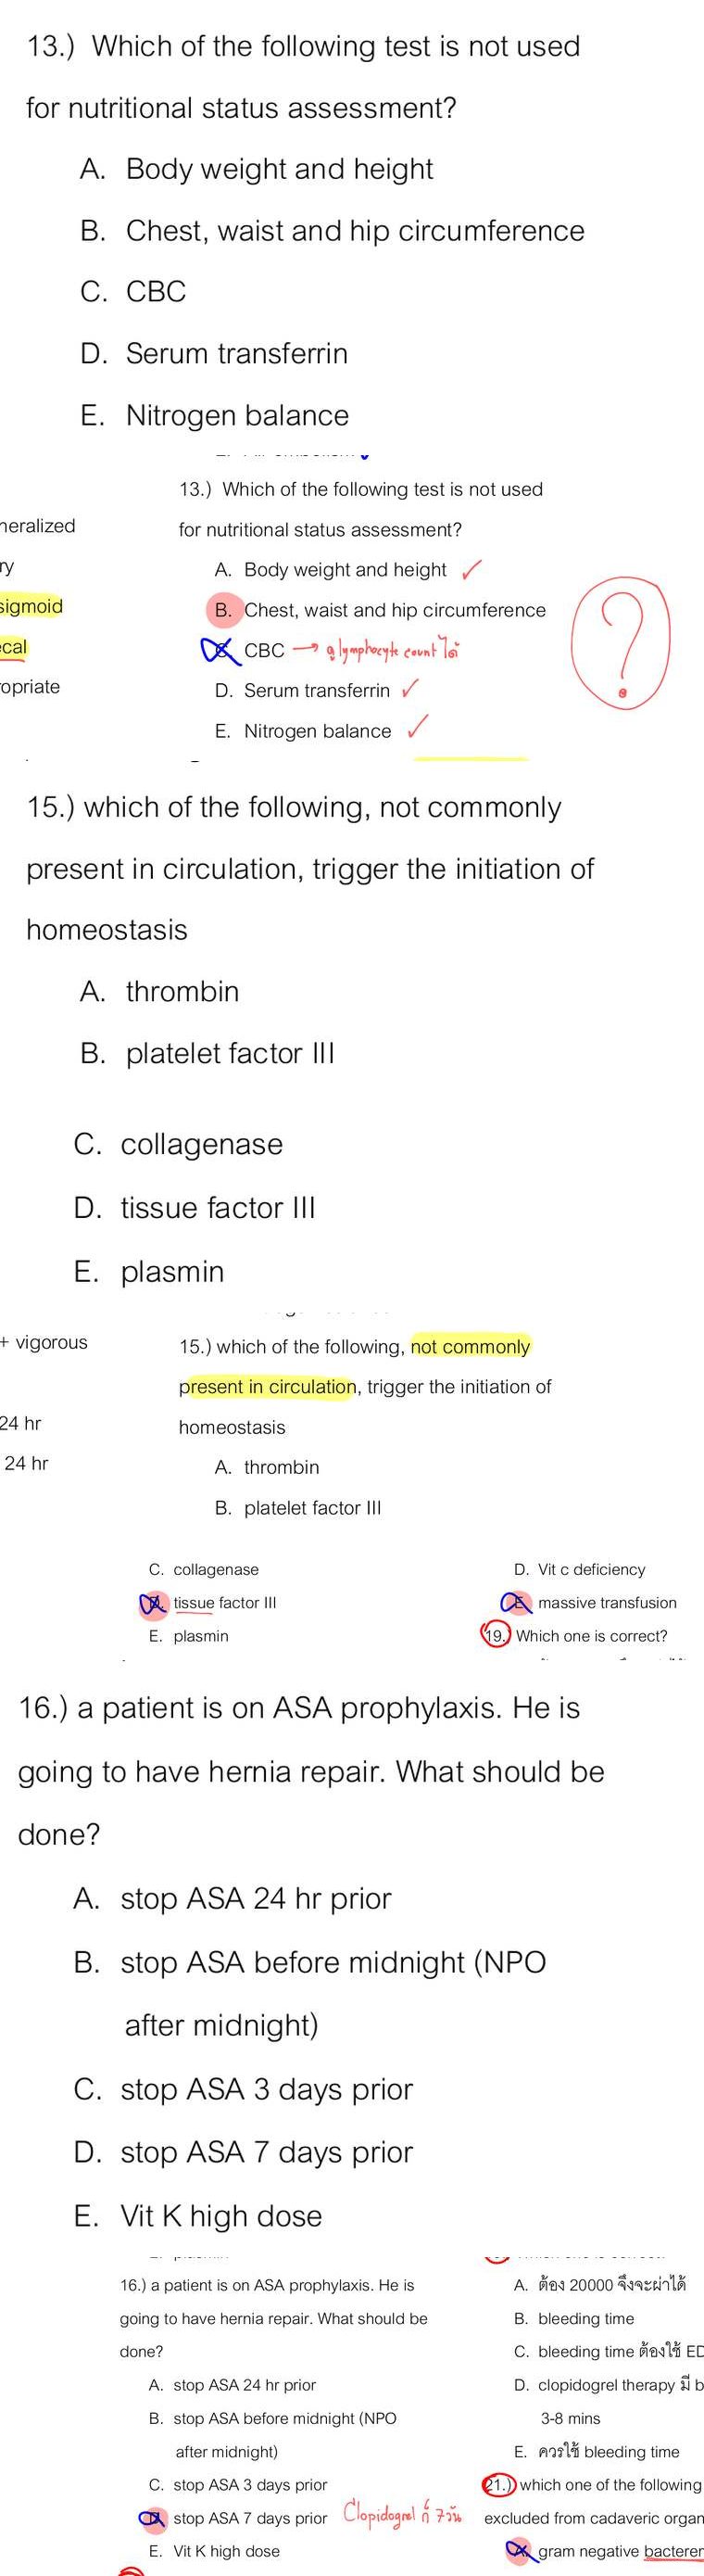 13.) Which of the following test is not used
for nutritional status assessment?
A. Body weight and height
B. Chest, waist and hip circumference
C. CBC
D. Serum transferrin
E. Nitrogen balance
13.) Which of the following test is not used
neralized
for nutritional status assessment?
ry
A. Body weight and height ✓
sigmoid
B. Chest, waist and hip circumference
?
ecal
CBC → ดู lymphocyte count ได้
ropriate
D. Serum transferrin ✓
E. Nitrogen balance ✓
15.) which of the following, not commonly
present in circulation, trigger the initiation of
homeostasis
A. thrombin
B. platelet factor III
C. collagenase
D. tissue factor III
E. plasmin
+ vigorous
15.) which of the following, not commonly
present in circulation, trigger the initiation of
24 hr
homeostasis
24 hr
A. thrombin
B. platelet factor III
C. collagenase
D. Vit c deficiency
D. tissue factor III
E. massive transfusion
E. plasmin
19.) Which one is correct?
16.) a patient is on ASA prophylaxis. He is
going to have hernia repair. What should be
done?
A. stop ASA 24 hr prior
B. stop ASA before midnight (NPO
after midnight)
C. stop ASA 3 days prior
D. stop ASA 7 days prior
E. Vit K high dose
16.) a patient is on ASA prophylaxis. He is
A. ต้อง 20000 จึงจะผ่าได้
going to have hernia repair. What should be
B. bleeding time
done?
C. bleeding time ต้องใช้ ED
A. stop ASA 24 hr prior
D. clopidogrel therapy มี b
B. stop ASA before midnight (NPO
3-8 mins
after midnight)
E. ควรใช้ bleeding time
C. stop ASA 3 days prior
21.) which one of the following
stop ASA 7 days prior Clopidogrel ก็ 7วัน
excluded from cadaveric organ
E. Vit K high dose
gram negative bacterer